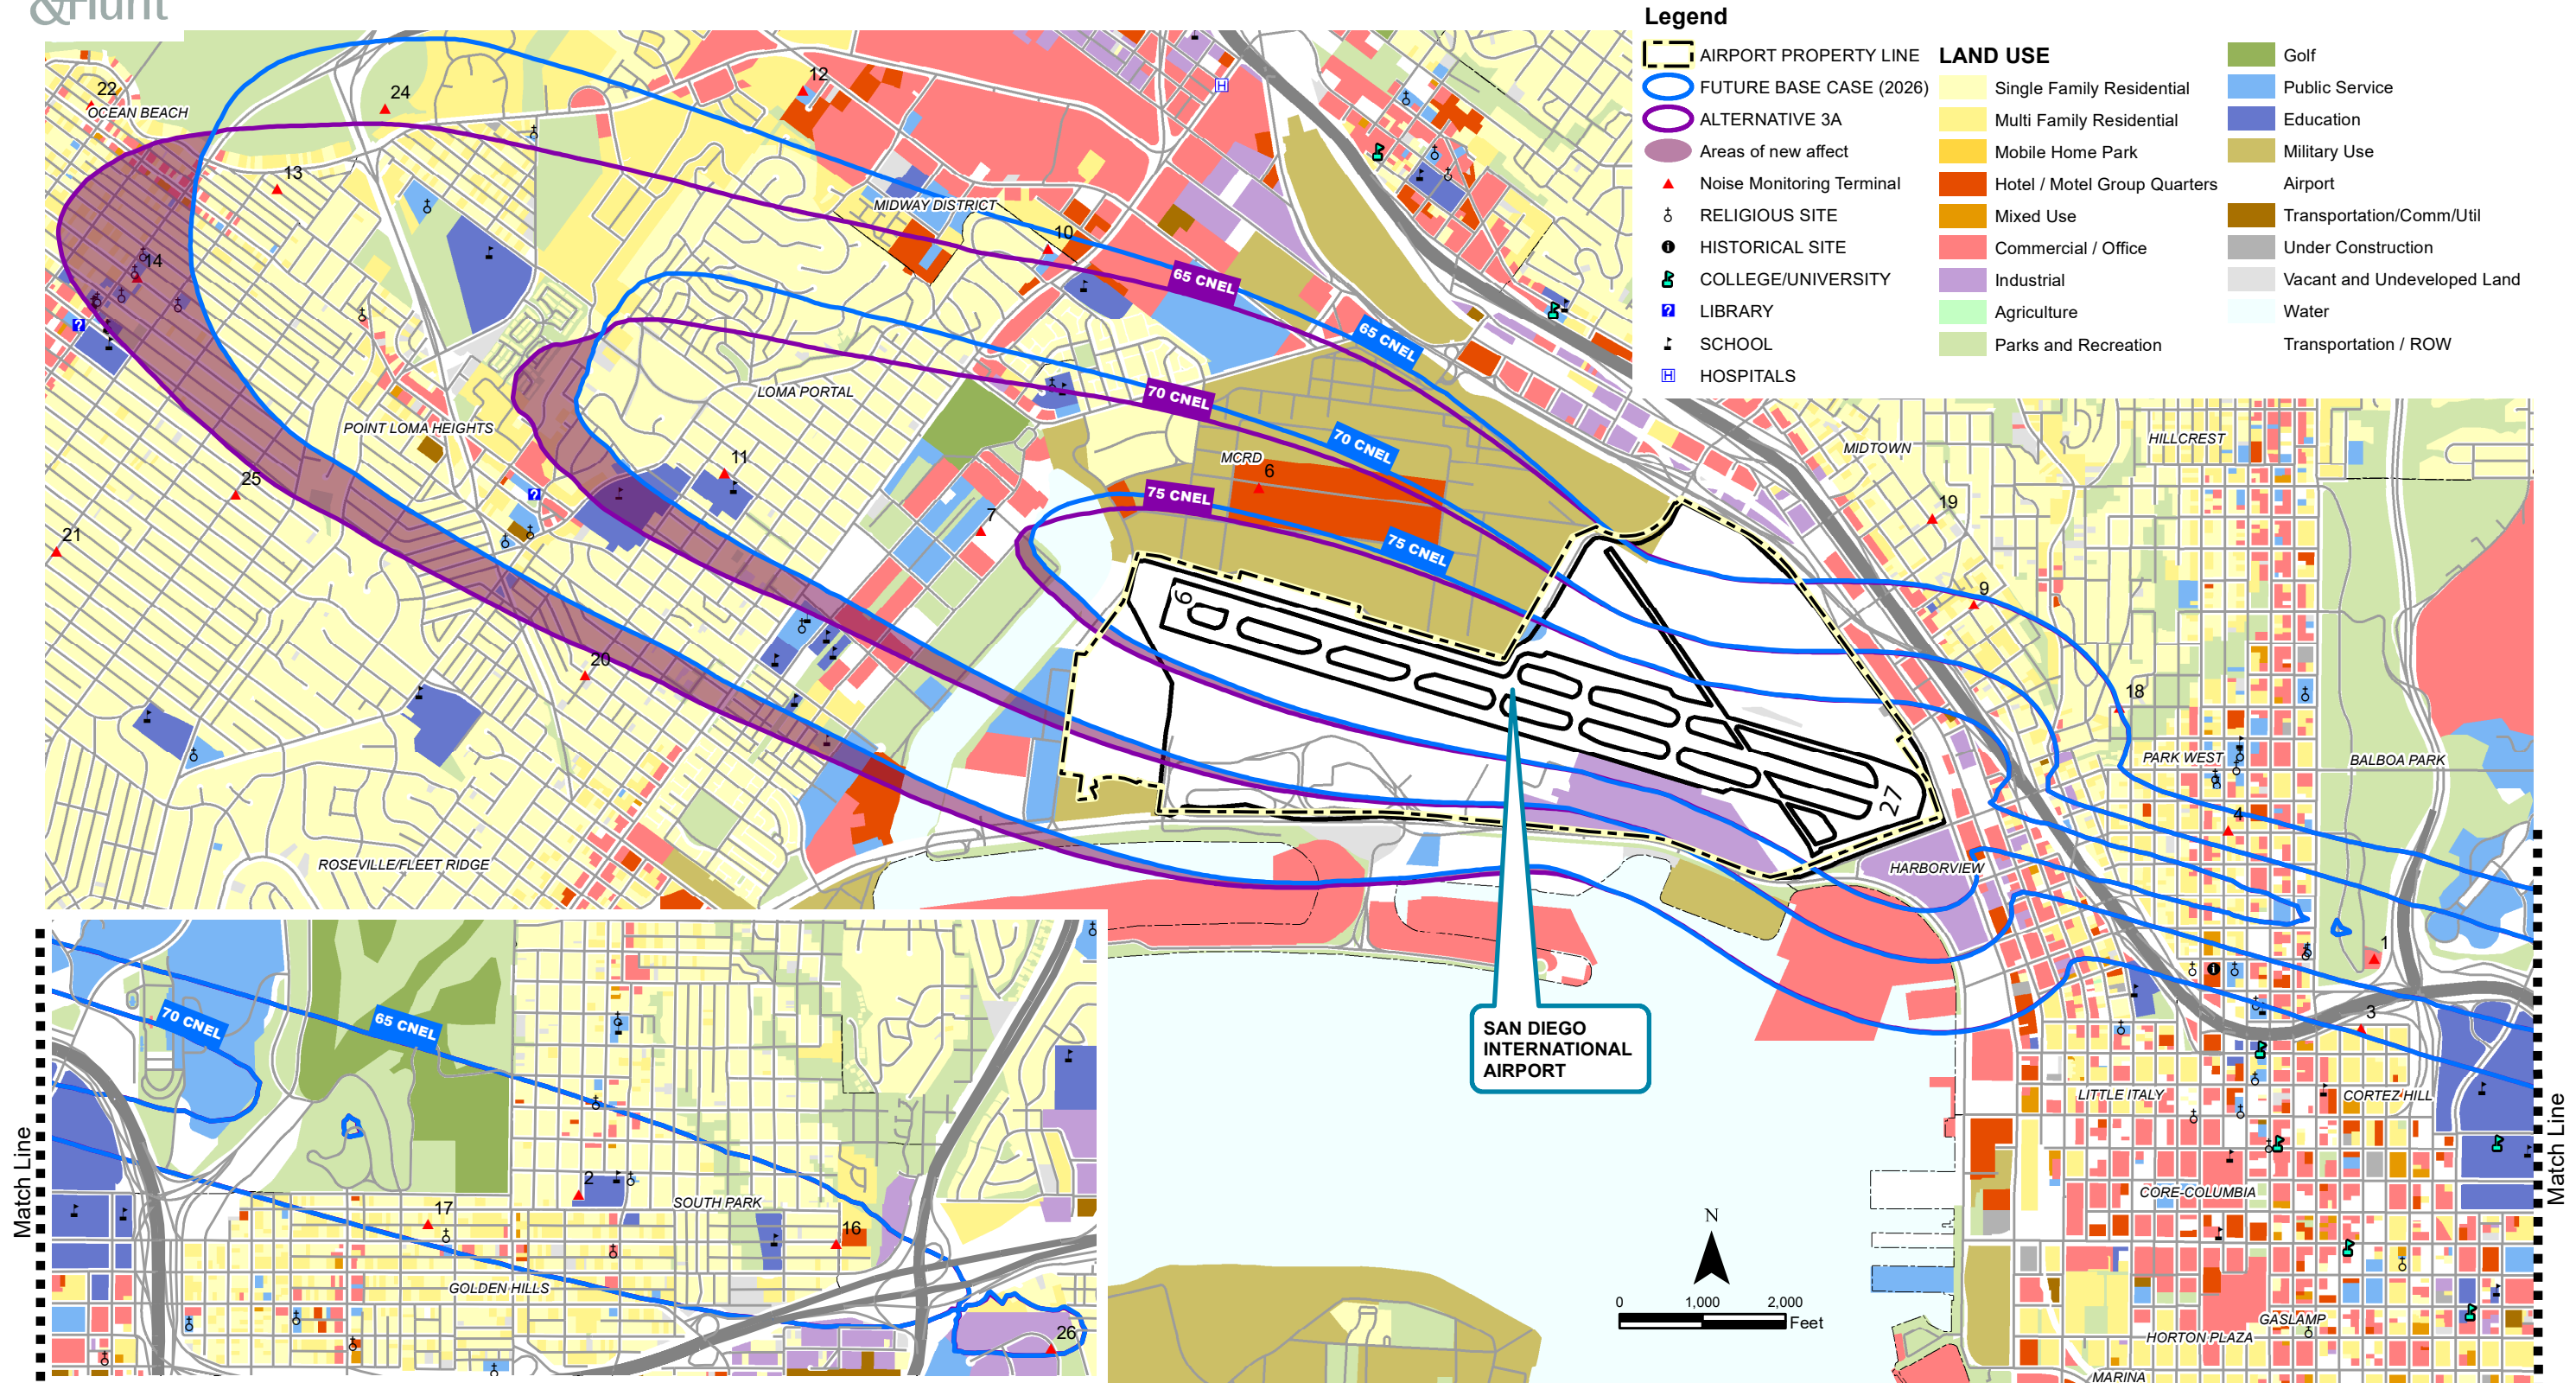 &Hunt
Legend
AIRPORT PROPERTY LINE
FUTURE BASE CASE (2026)
ALTERNATIVE 3A
Areas of new affect
Noise Monitoring Terminal
RELIGIOUS SITE
HISTORICAL SITE
COLLEGE/UNIVERSITY
LIBRARY
SCHOOL
HOSPITALS
LAND USE
Single Family Residential
Multi Family Residential
Mobile Home Park
Hotel / Motel Group Quarters
Mixed Use
Commercial / Office
Industrial
Agriculture
Parks and Recreation
Golf
Public Service
Education
Military Use
Airport
Transportation/Comm/Util
Under Construction
Vacant and Undeveloped Land
Water
Transportation / ROW
22
OCEAN BEACH
24
12
13
MIDWAY DISTRICT
10
14
65 CNEL
65 CNEL
LOMA PORTAL
70 CNEL
POINT LOMA HEIGHTS
70 CNEL
MIDTOWN
HILLCREST
MCRD
6
11
25
75 CNEL
7
19
21
75 CNEL
9
9
20
18
PARK WEST
BALBOA PARK
27
4
ROSEVILLE/FLEET RIDGE
HARBORVIEW
1
3
SAN DIEGO
INTERNATIONAL
AIRPORT
70 CNEL
65 CNEL
LITTLE ITALY
CORTEZ HILL
Match Line
Match Line
2
17
SOUTH PARK
16
CORE-COLUMBIA
GOLDEN HILLS
26
N
0
1,000
2,000
Feet
GASLAMP
HORTON PLAZA
MARINA